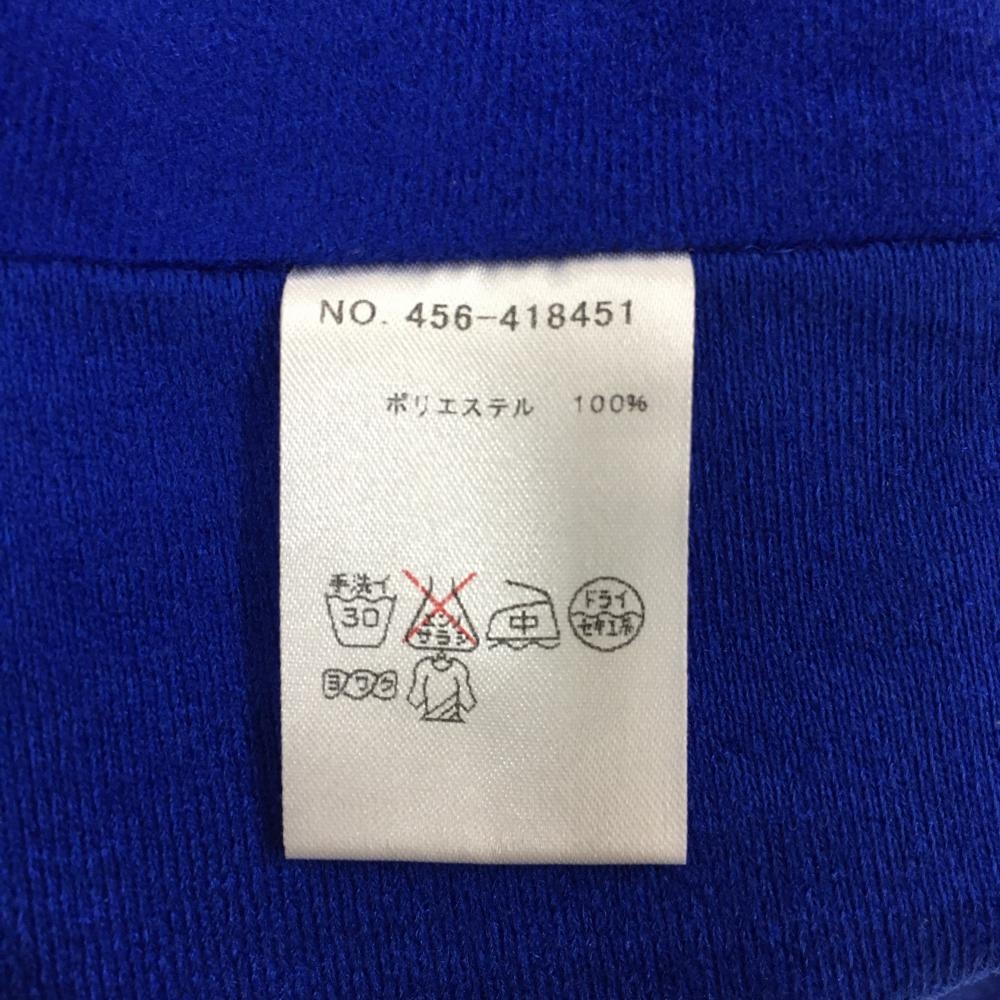 NO. 456-418451
ポリエステル 100%
手洗イ
30
エンソ
サラシ
中
ドライ
セキユ系
ヨワク